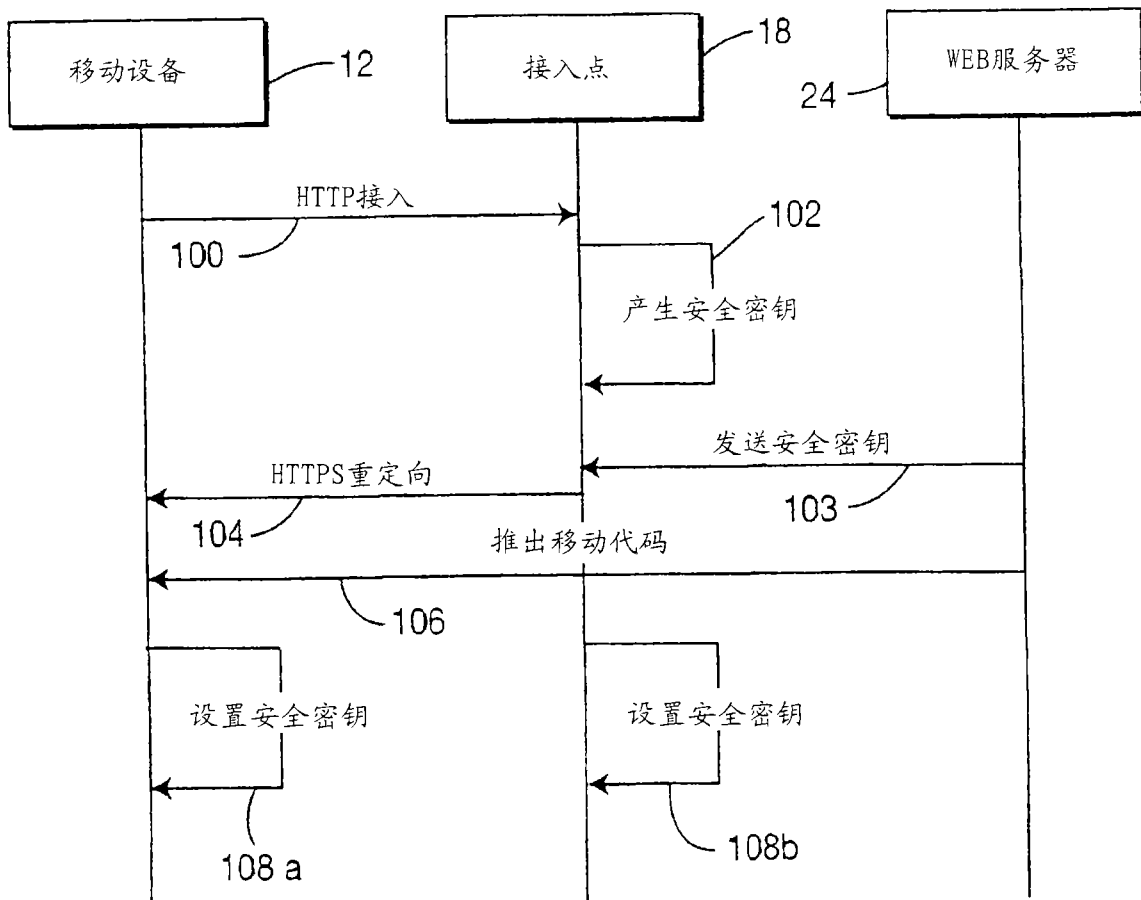 移动设备
12
接入点
18
WEB服务器
24
HTTP接入
100
102
产生安全密钥
发送安全密钥
103
HTTPS重定向
104
推出移动代码
106
设置安全密钥
108a
设置安全密钥
108b